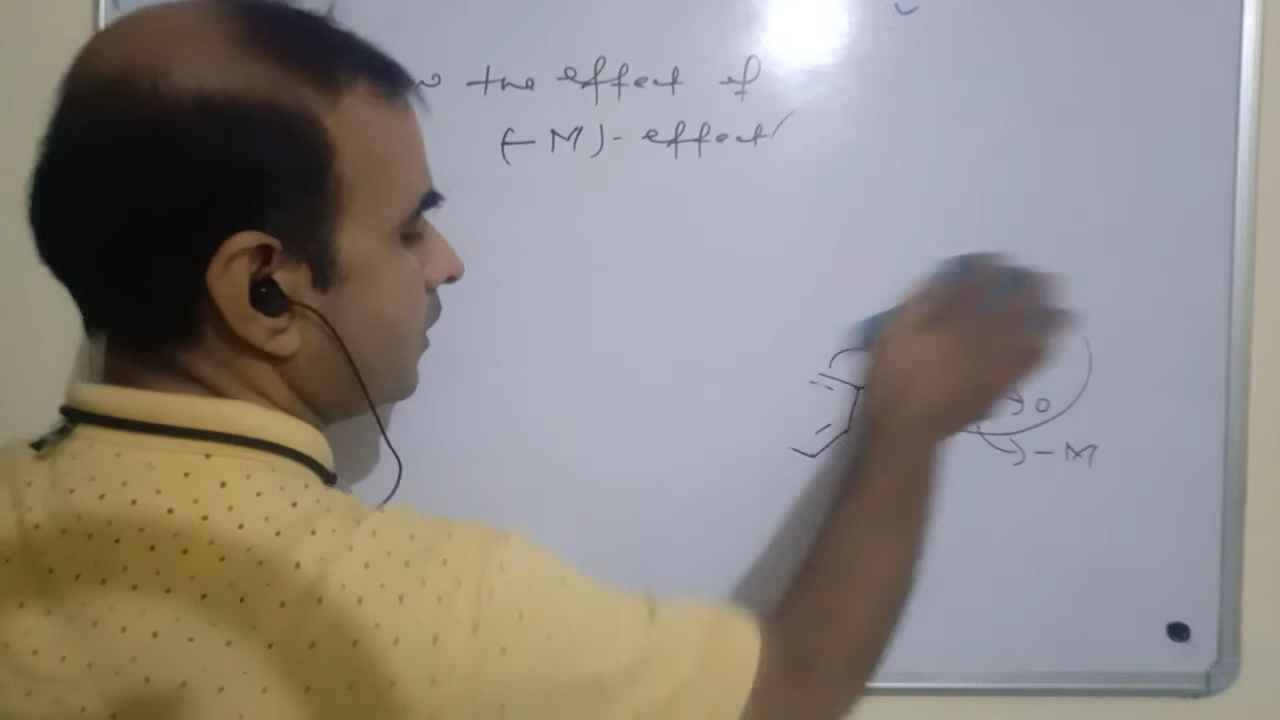 the effect of
(-M)- effect
O
-M